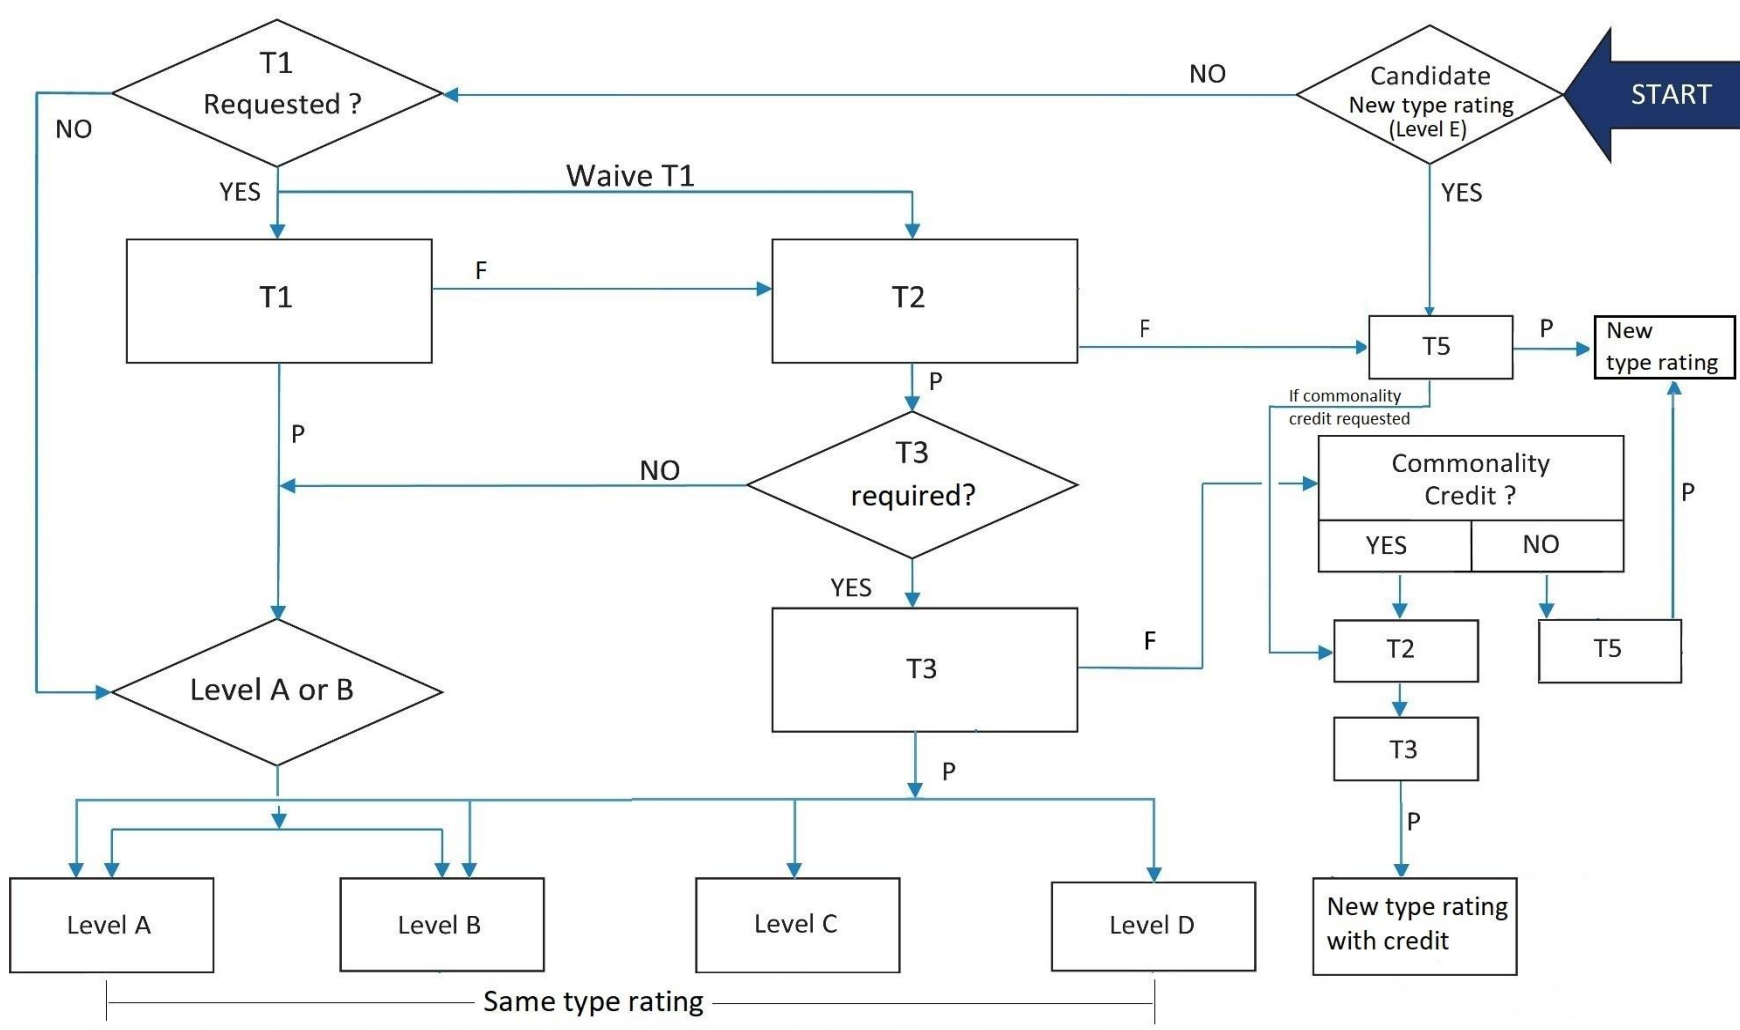 T1
Requested ?
NO
Candidate
New type rating
(Level E)
START
NO
YES
Waive T1
YES
T1
F
T2
F
T5
P
New
type rating
P
If commonality
credit requested
P
NO
T3
required?
Commonality
Credit ?
YES
NO
P
YES
T3
F
T2
T5
Level A or B
T3
P
P
Level A
Level B
Level C
Level D
New type rating
with credit
Same type rating